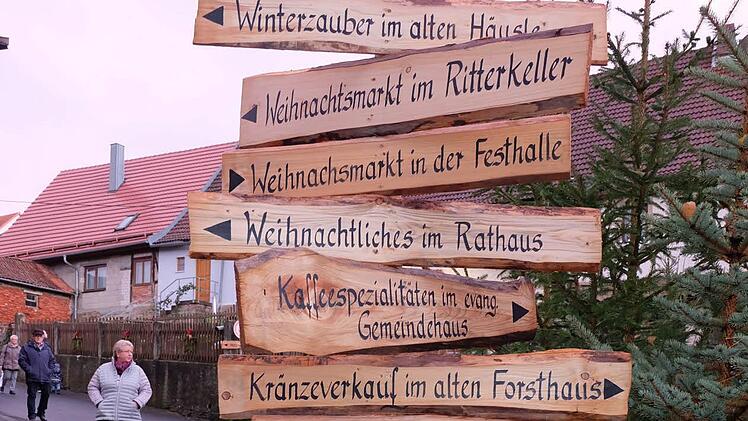 Winterzauber im alten Häusle
Weihnachtsmarkt im Ritterkeller
Weihnachsmarkt in der Festhalle
Weihnachtliches im Rathaus
Kaffeespezialitäten im evang.
Gemeindehaus
Kränzeverkauf im alten Forsthaus